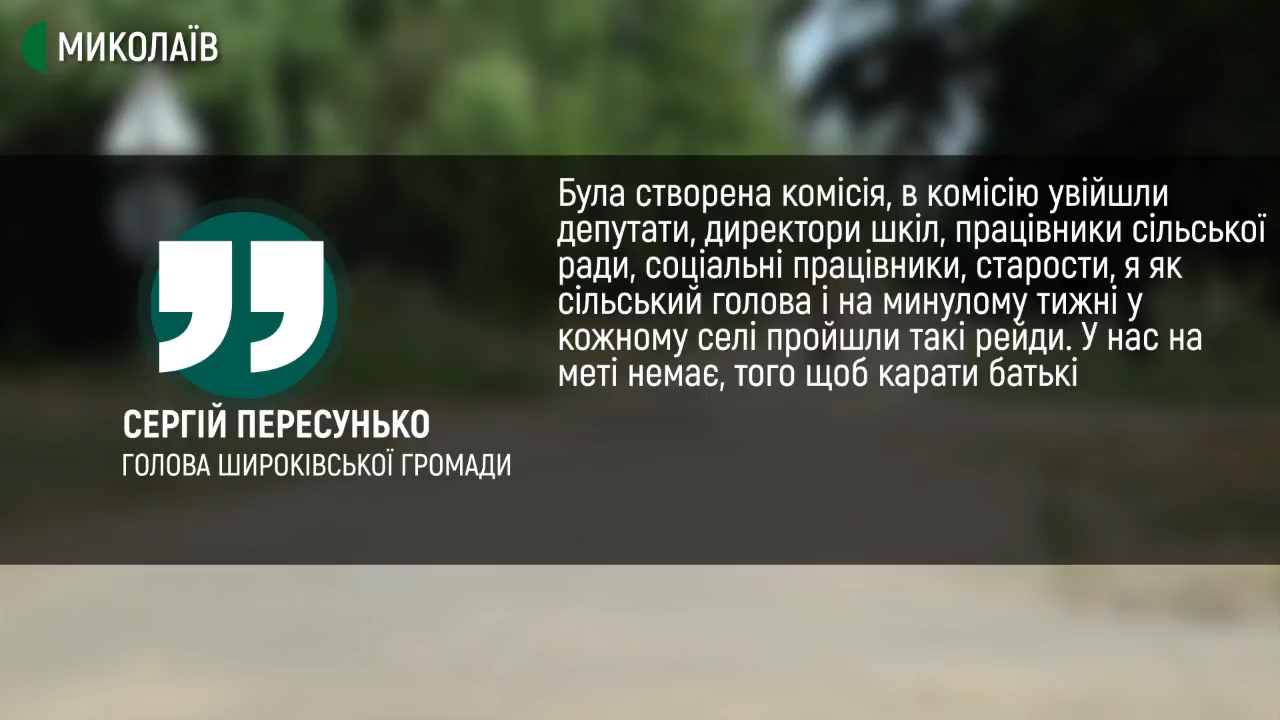 МИКОЛАЇВ
Була створена комісія, в комісію увійшли
депутати, директори шкіл, працівники сільської
ради, соціальні працівники, старости, я як
сільський голова і на минулому тижні у
кожному селі пройшли такі рейди. У нас на
меті немає, того щоб карати батькі
СЕРГІЙ ПЕРЕСУНЬКО
ГОЛОВА ШИРОКІВСЬКОЇ ГРОМАДИ